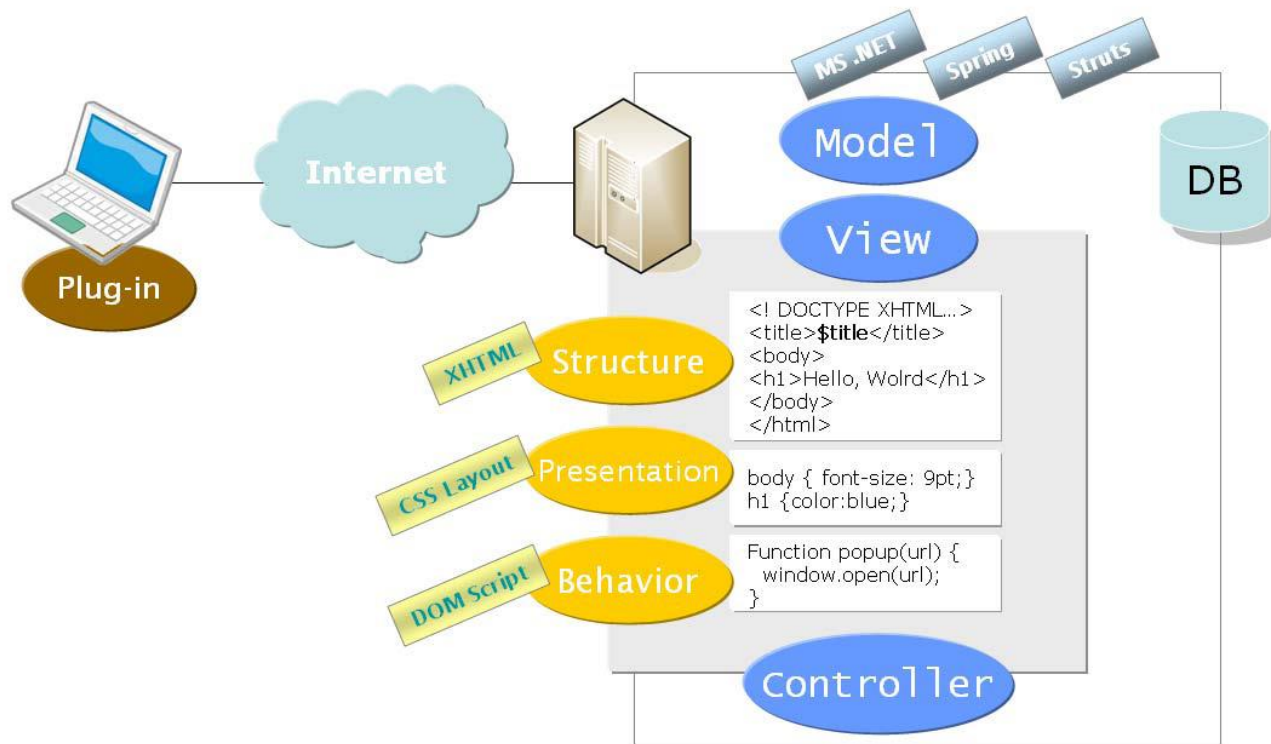 MS .NET
Spring
Struts
Model
Internet
DB
View
Plug-in
XHTML
Structure
<! DOCTYPE XHTML...>
<title>$title</title>
<body>
<h1>Hello, Wolrd</h1>
</body>
</html>
CSS Layout
Presentation
body { font-size: 9pt;}
h1 {color:blue;}
DOM Script
Behavior
Function popup(url) {
window.open(url);
}
Controller